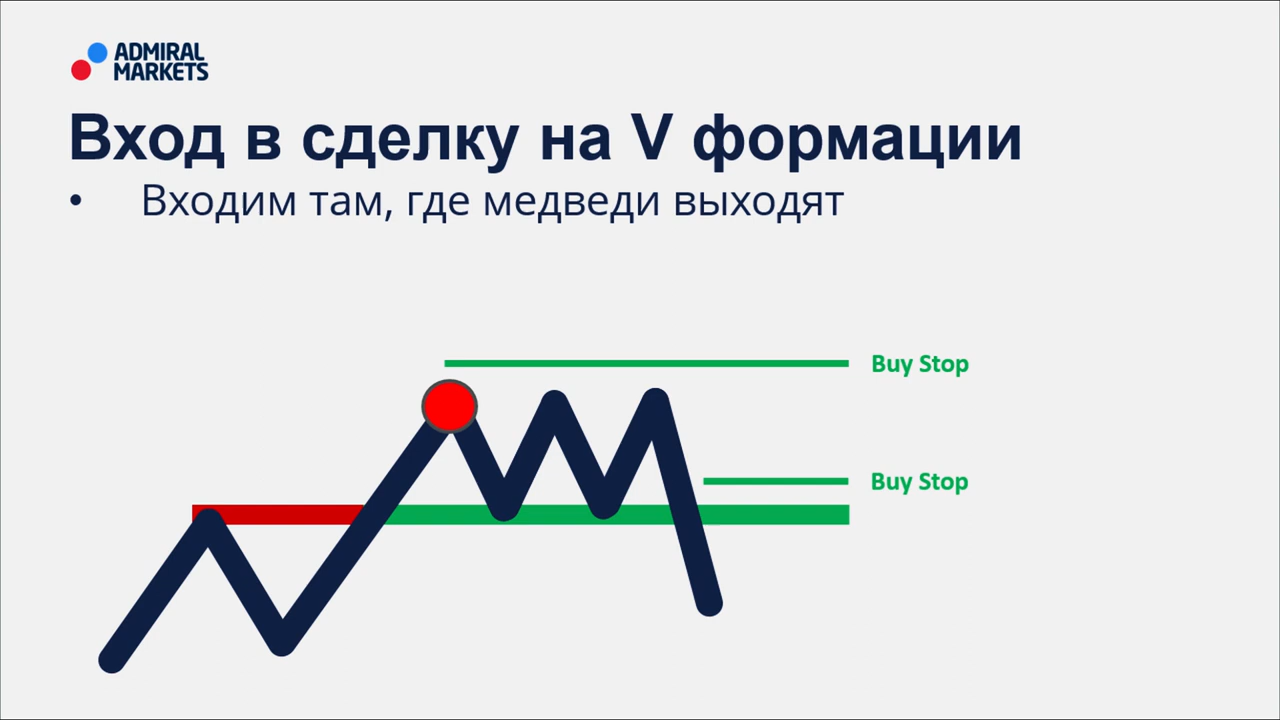 ADMIRAL
MARKETS
Вход в сделку на V формации
• Входим там, где медведи выходят
Buy Stop
Buy Stop